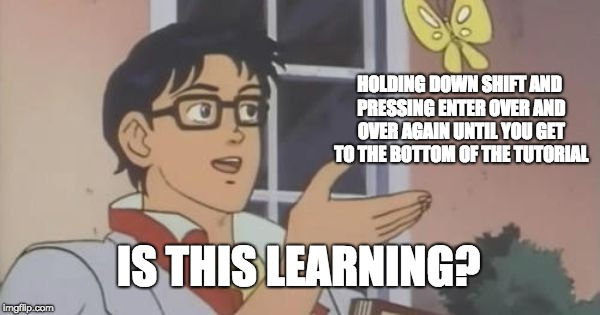 HOLDING DOWN SHIFT AND
PRESSING ENTER OVER AND
OVER AGAIN UNTIL YOU GET
TO THE BOTTOM OF THE TUTORIAL
IS THIS LEARNING?
imgflip.com